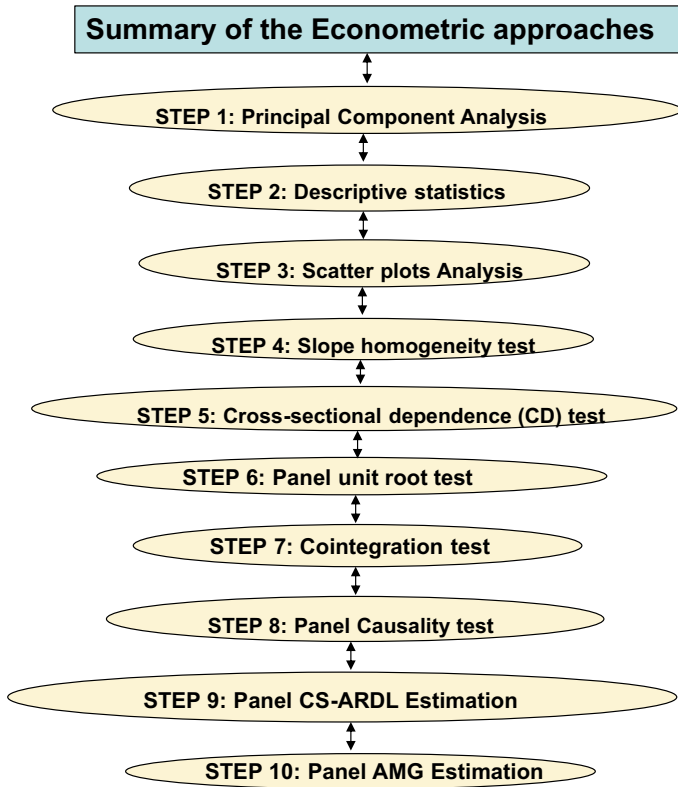 Summary of the Econometric approaches
STEP 1: Principal Component Analysis
STEP 2: Descriptive statistics
STEP 3: Scatter plots Analysis
STEP 4: Slope homogeneity test
STEP 5: Cross-sectional dependence (CD) test
STEP 6: Panel unit root test
STEP 7: Cointegration test
STEP 8: Panel Causality test
STEP 9: Panel CS-ARDL Estimation
STEP 10: Panel AMG Estimation